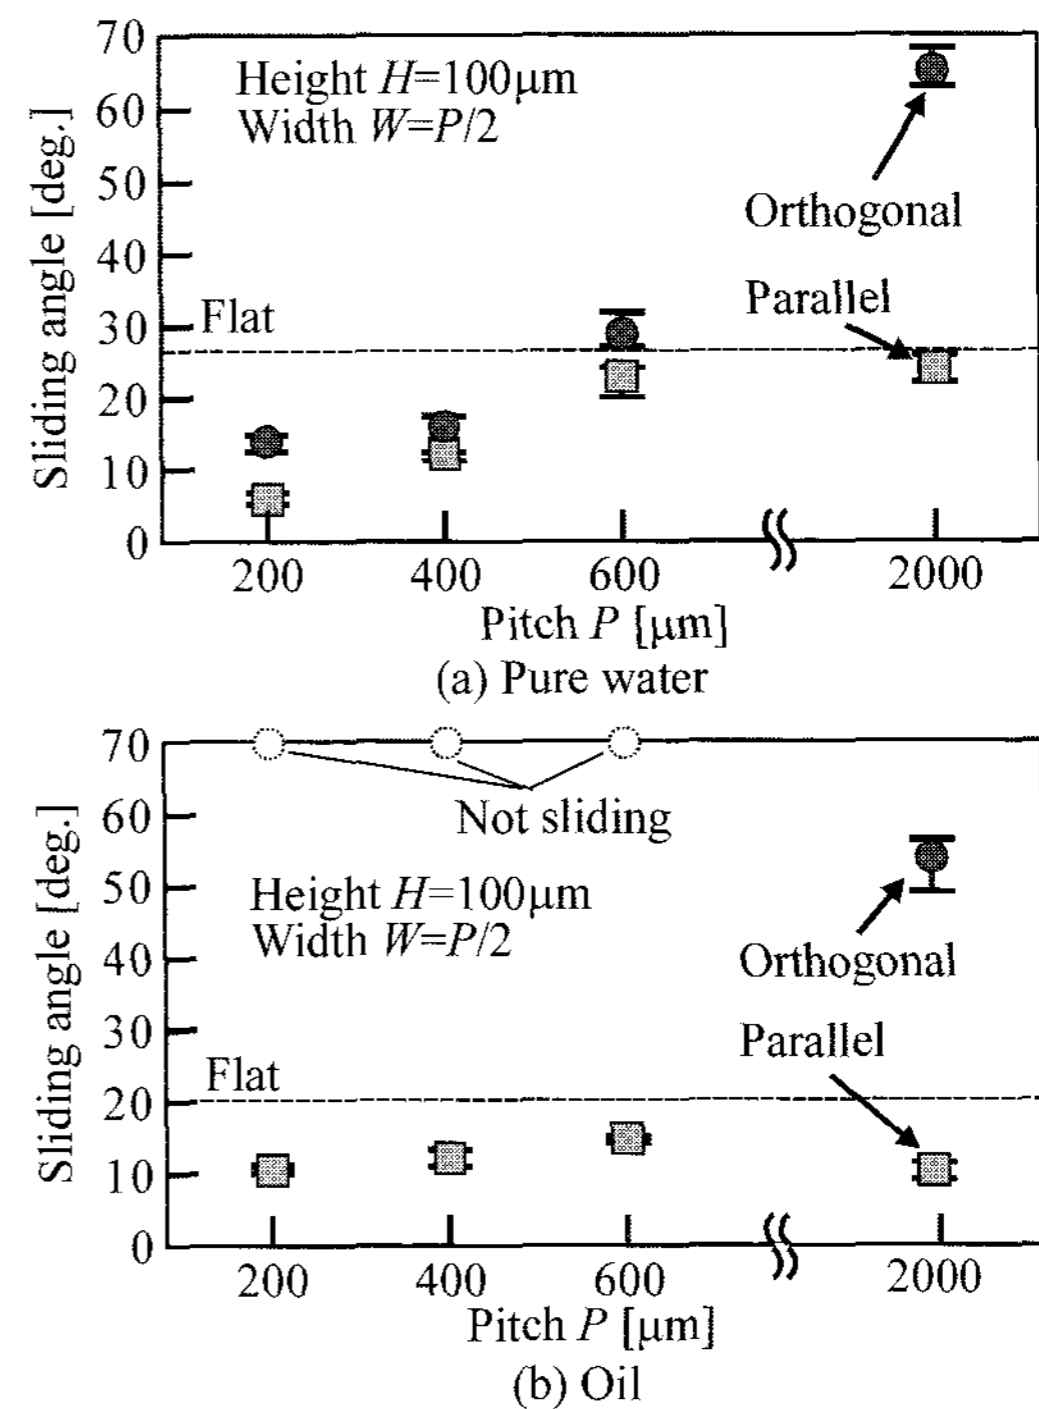 70
60
50
40
30
20
10
0
Sliding angle [deg.]
Height H=100μm
Width W=P/2
Orthogonal
Parallel
Flat
200 400 600 2000
Pitch P [μm]
(a) Pure water
70
60
50
40
30
20
10
0
Sliding angle [deg.]
Not sliding
Height H=100μm
Width W=P/2
Orthogonal
Parallel
Flat
200 400 600 2000
Pitch P [μm]
(b) Oil